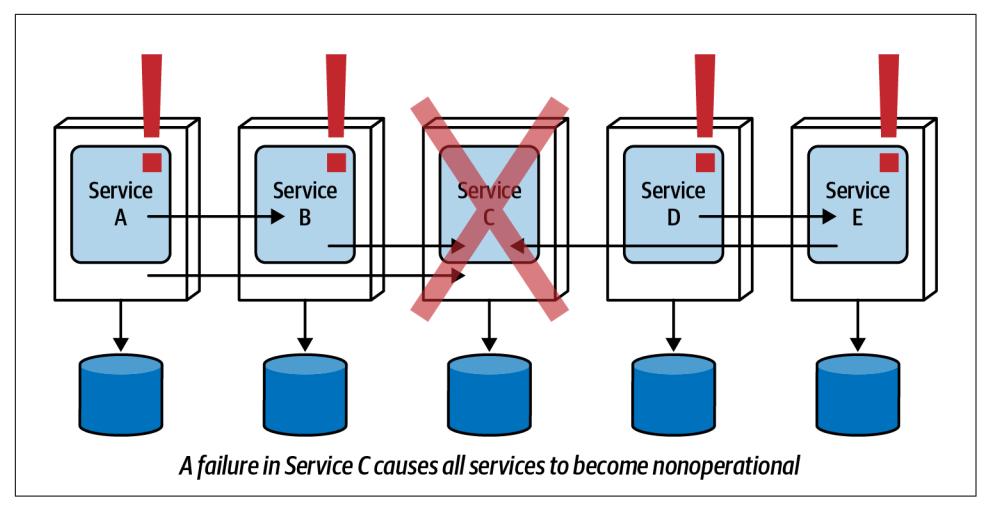 Service
A
Service
B
Service
C
Service
D
Service
E
A failure in Service C causes all services to become nonoperational